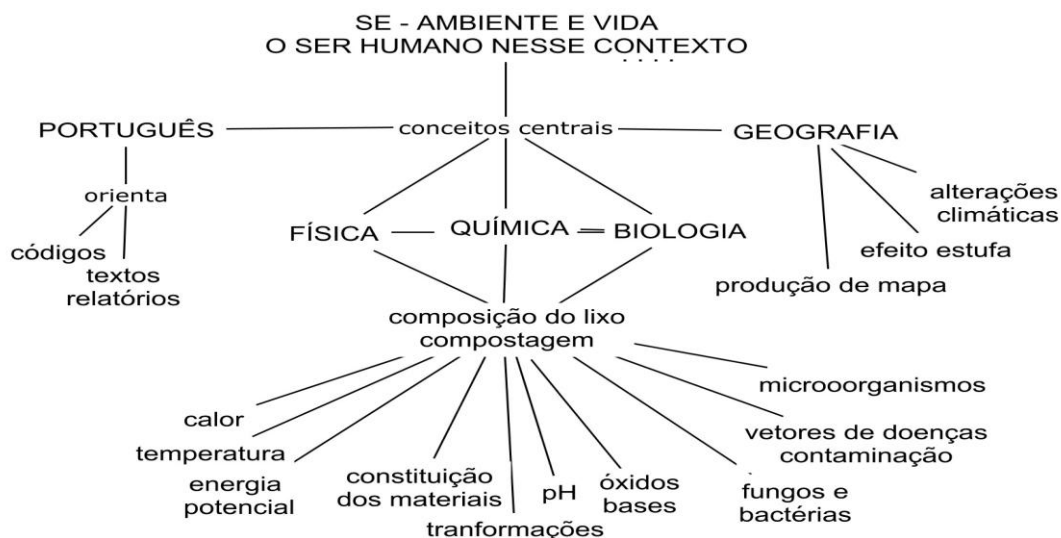 SE - AMBIENTE E VIDA
O SER HUMANO NESSE CONTEXTO
PORTUGUÊS
conceitos centrais
GEOGRAFIA
orienta
códigos
textos
relatórios
FÍSICA
QUÍMICA
BIOLOGIA
alterações
climáticas
efeito estufa
produção de mapa
composição do lixo
compostagem
calor
temperatura
energia
potencial
constituição
dos materiais
tranformações
pH
óxidos
bases
fungos e
bactérias
vetores de doenças
contaminação
microoorganismos